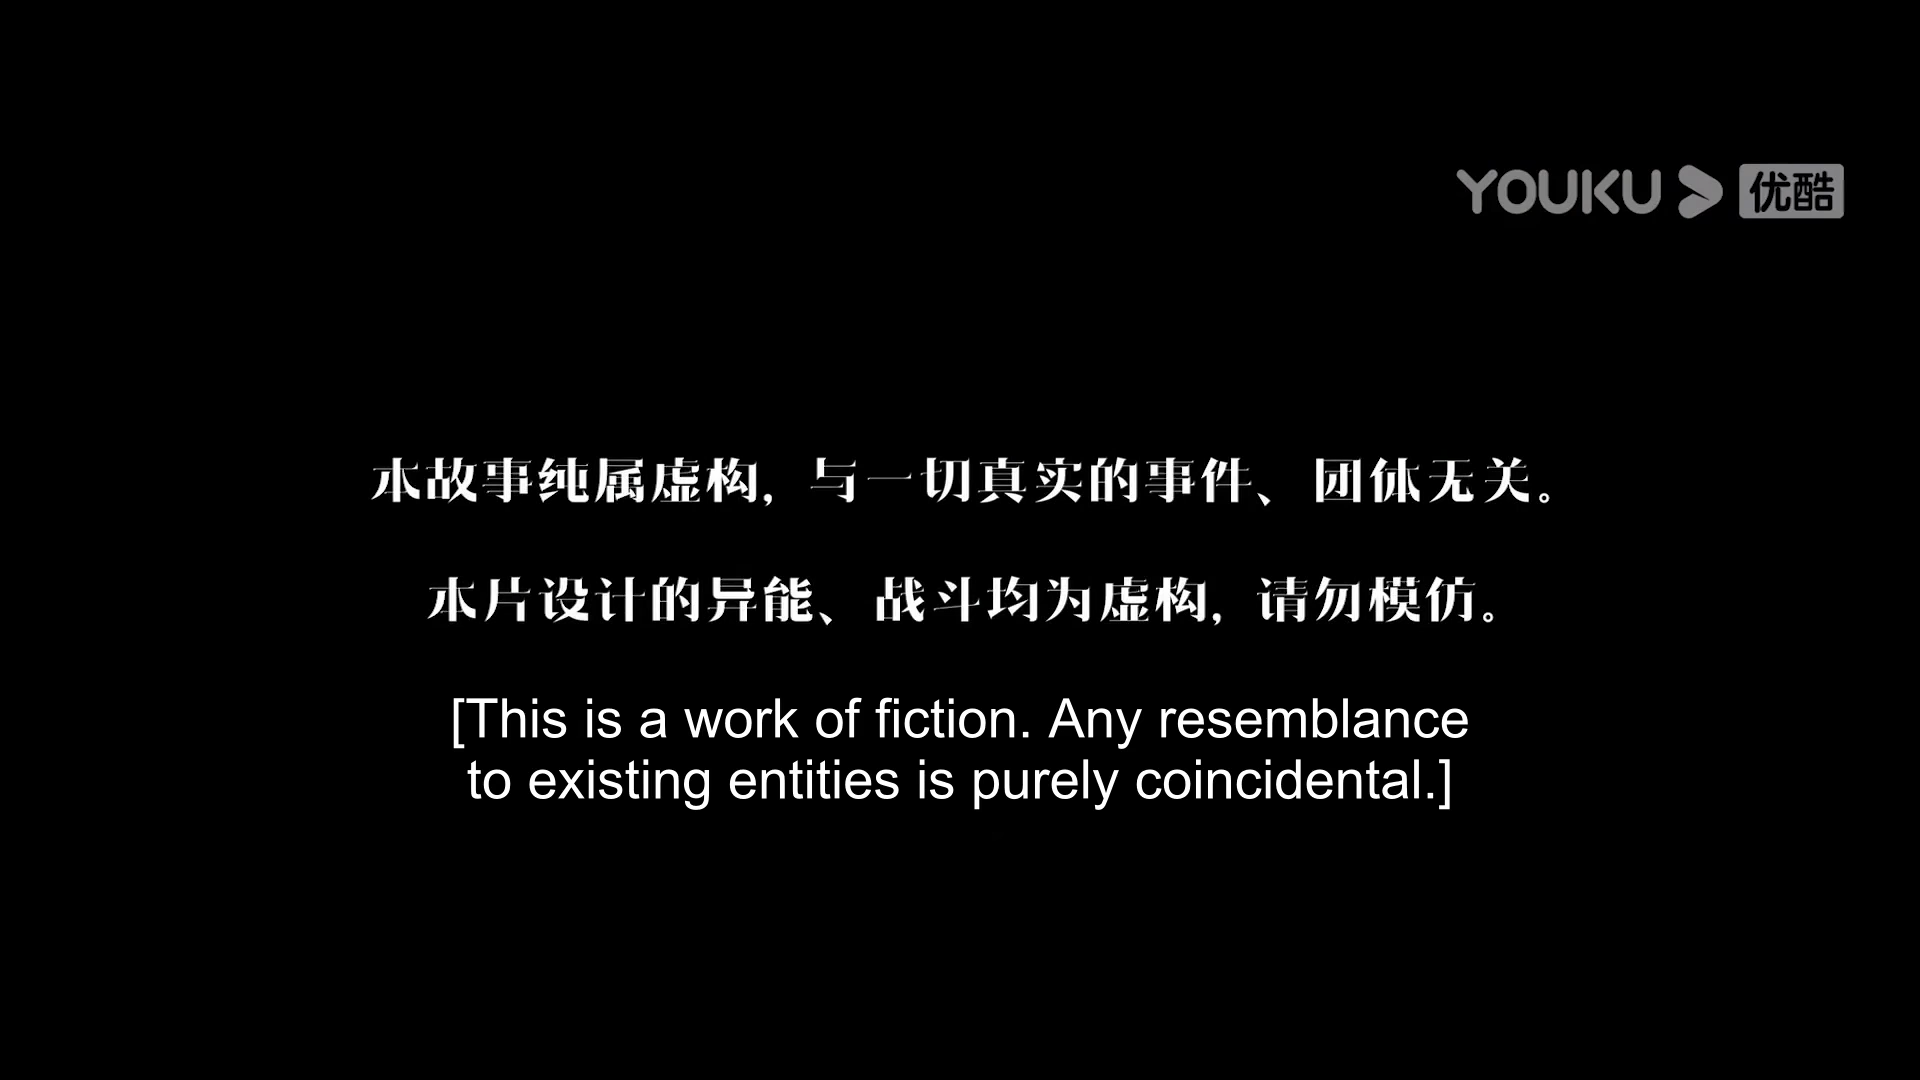 YOUKU 优酷
本故事纯属虚构，与一切真实的事件、团体无关。
本片设计的异能、战斗均为虚构，请勿模仿。
[This is a work of fiction. Any resemblance
to existing entities is purely coincidental.]